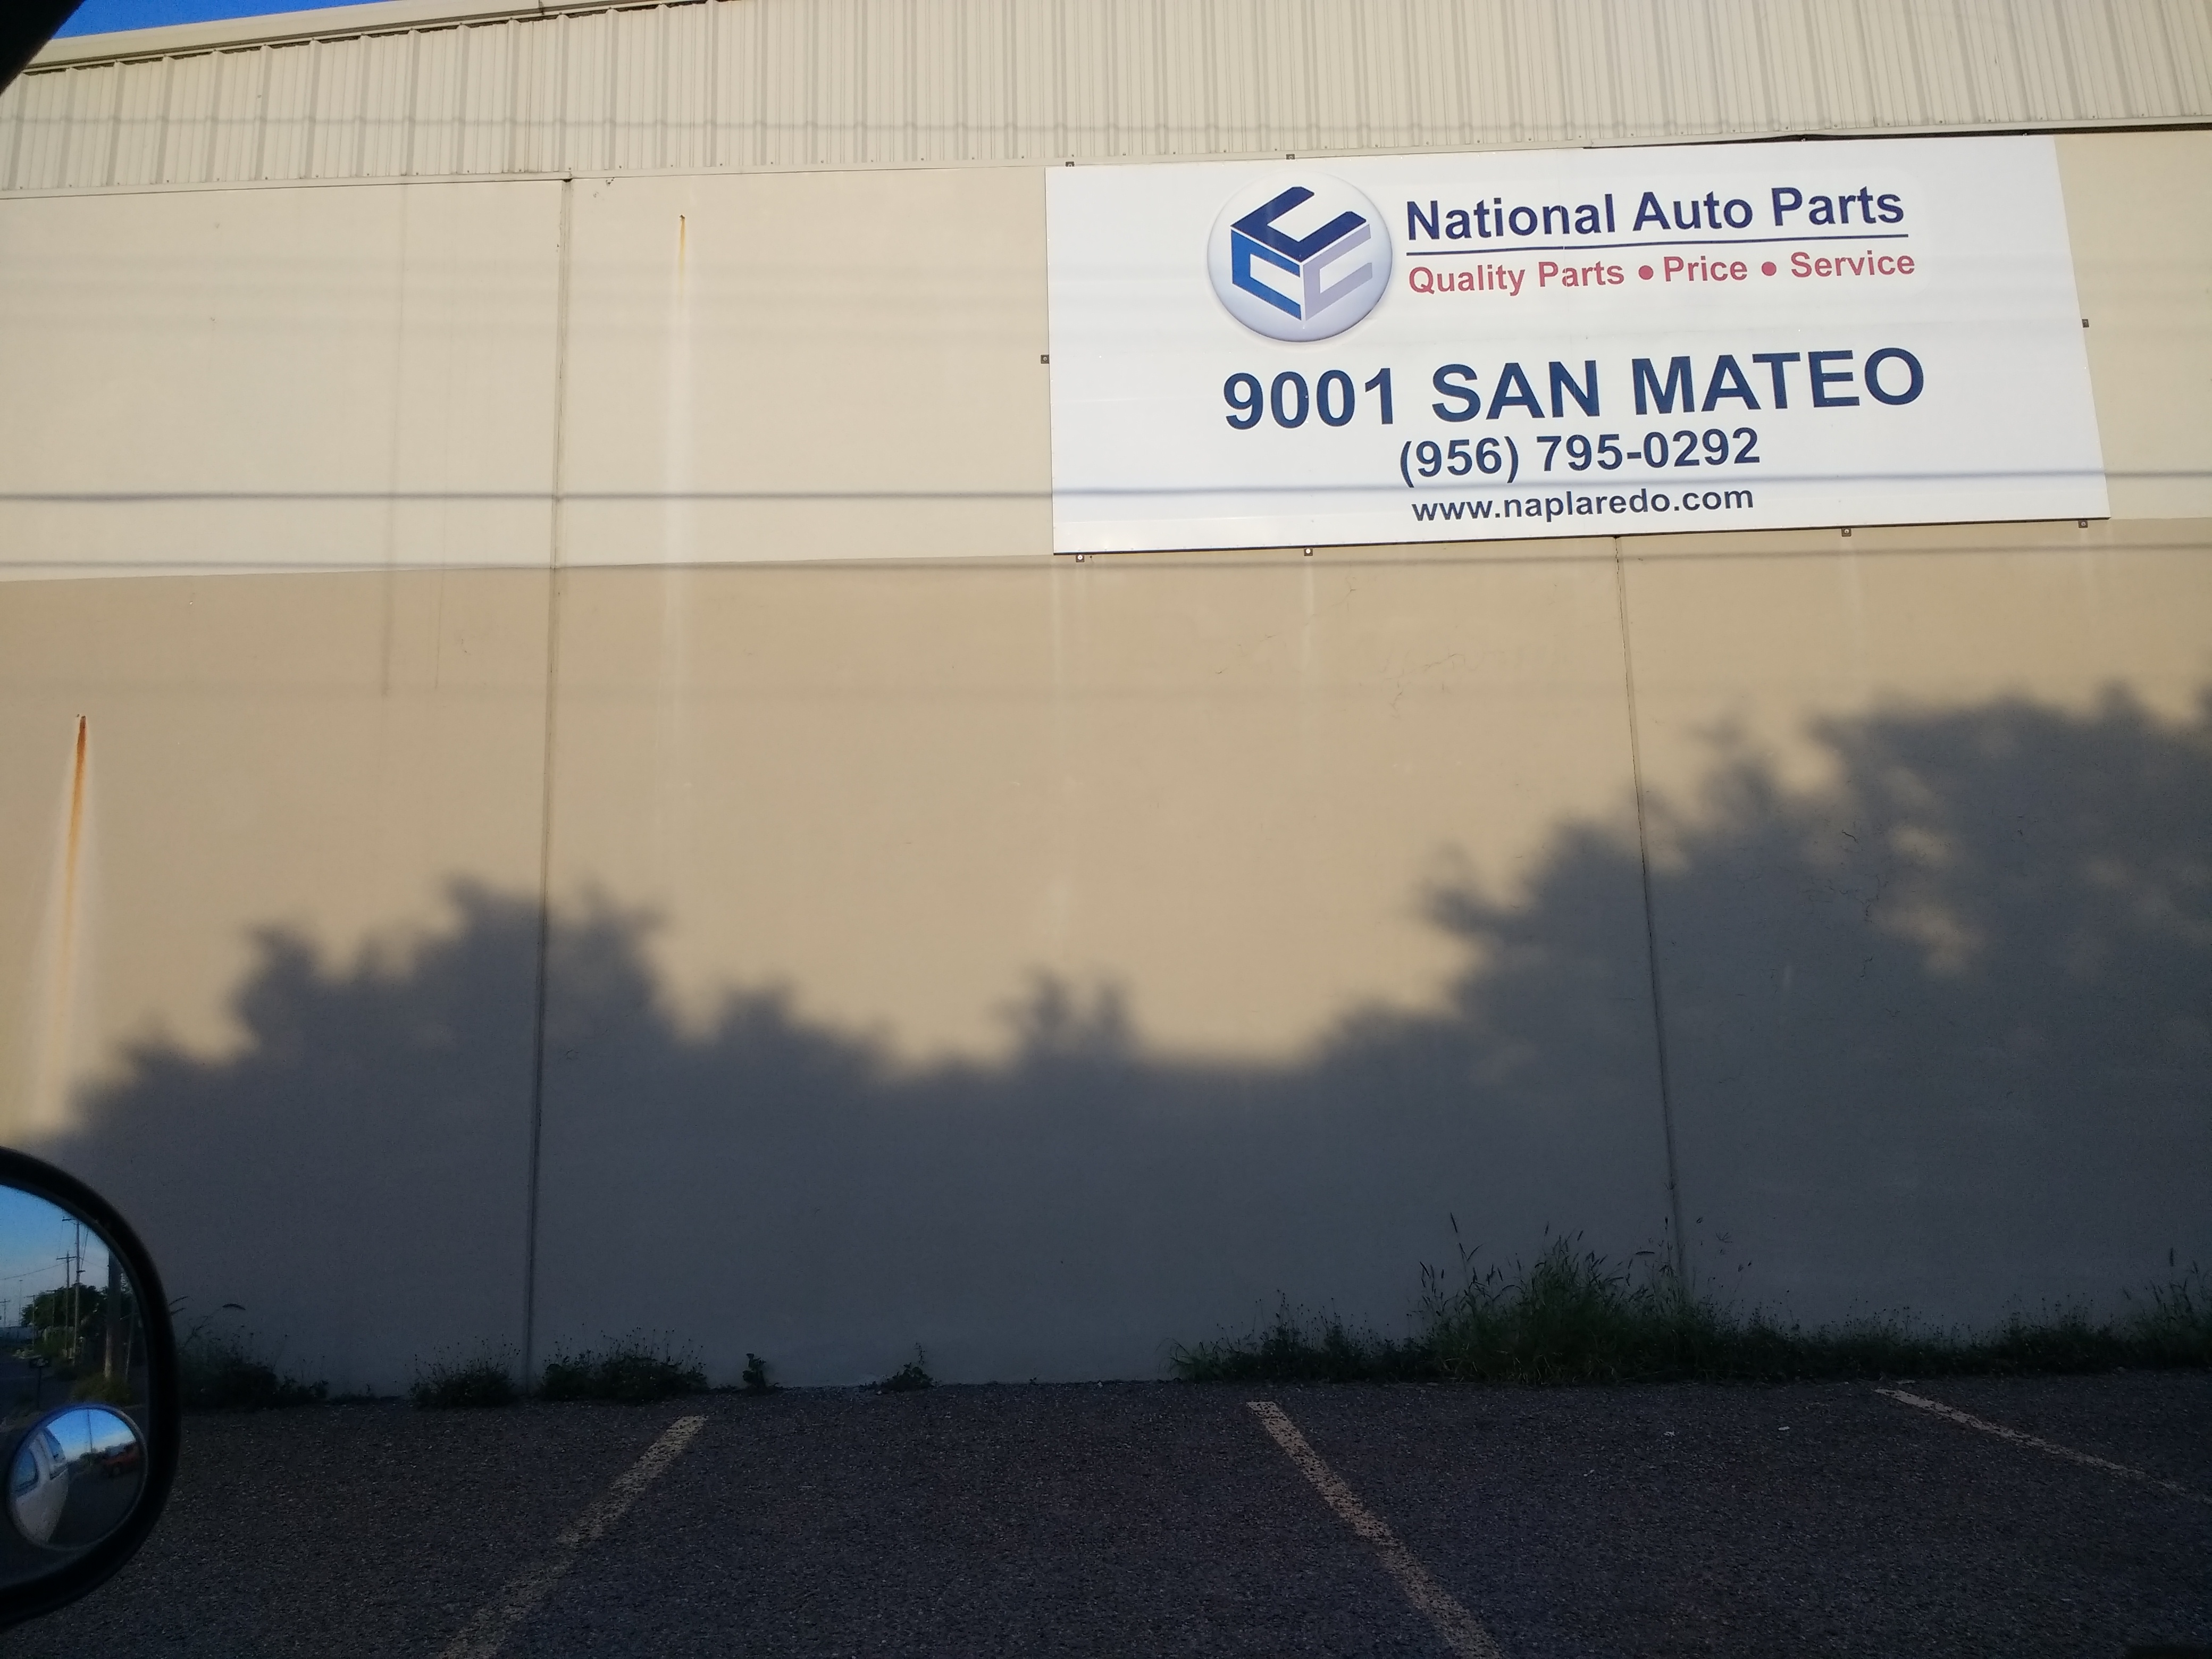 National Auto Parts
Quality Parts • Price • Service
9001 SAN MATEO
(956) 795-0292
www.naplaredo.com